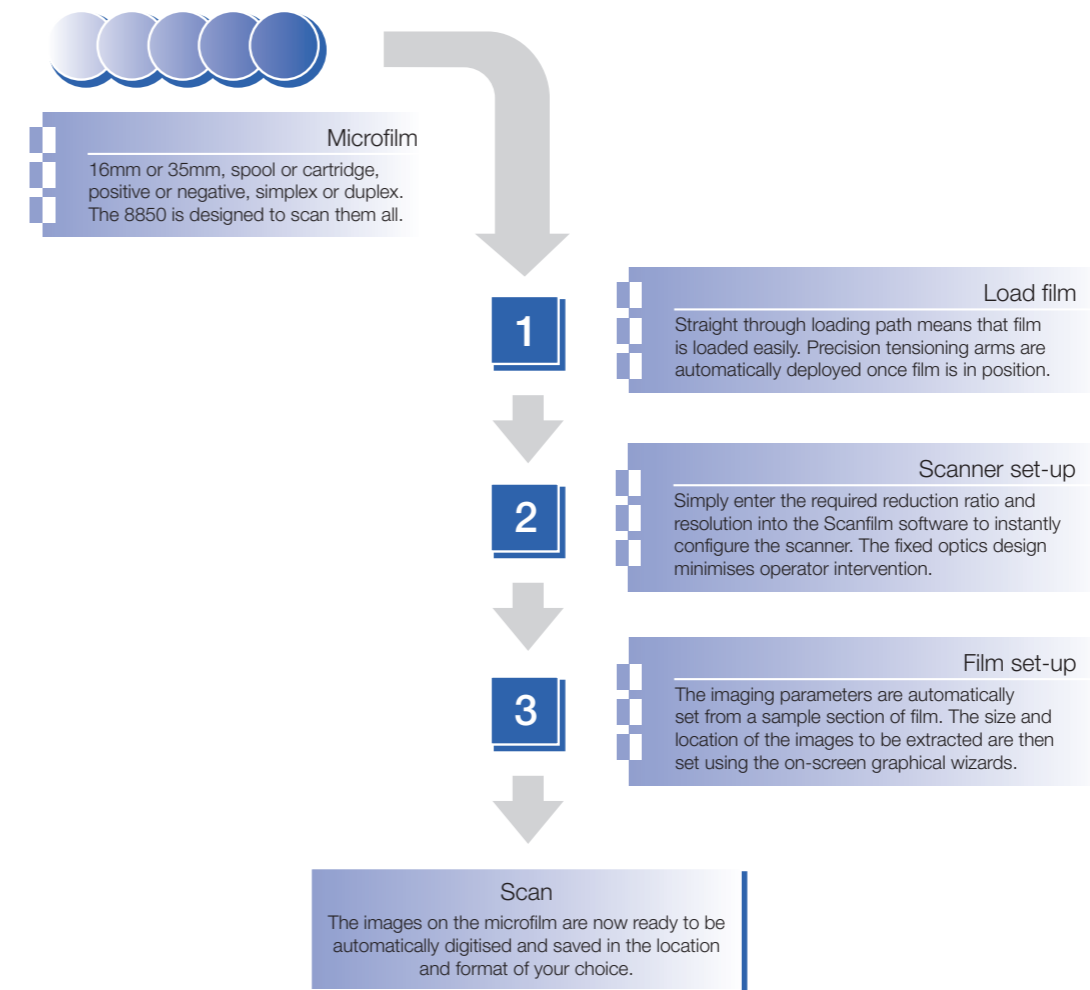 Microfilm
16mm or 35mm, spool or cartridge,
positive or negative, simplex or duplex.
The 8850 is designed to scan them all.
1
Load film
Straight through loading path means that film
is loaded easily. Precision tensioning arms are
automatically deployed once film is in position.
2
Scanner set-up
Simply enter the required reduction ratio and
resolution into the Scanfilm software to instantly
configure the scanner. The fixed optics design
minimises operator intervention.
3
Film set-up
The imaging parameters are automatically
set from a sample section of film. The size and
location of the images to be extracted are then
set using the on-screen graphical wizards.
Scan
The images on the microfilm are now ready to be
automatically digitised and saved in the location
and format of your choice.